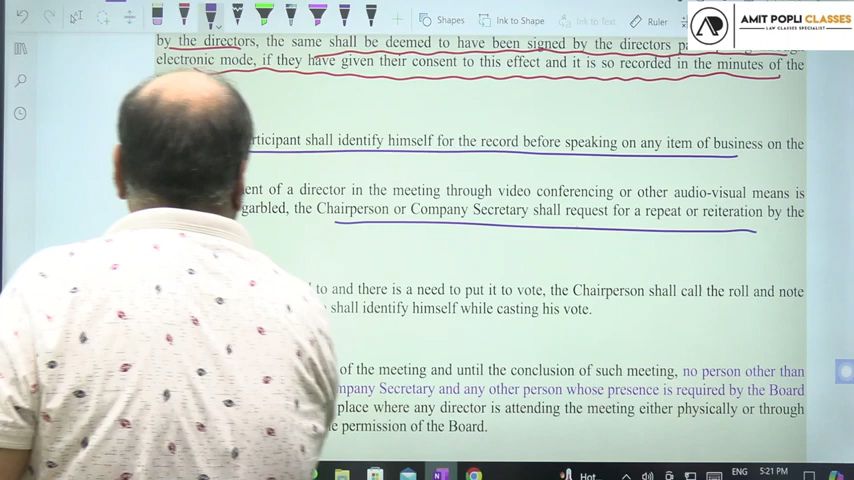 Shapes
Ink to Shape
Ink to Text
Ruler
AMIT POPLI CLASSES
LAW CLASSES SPECIALIST
by the directors, the same shall be deemed to have been signed by the directors
electronic mode, if they have given their consent to this effect and it is so recorded in the minutes of the
participant shall identify himself for the record before speaking on any item of business on the
of a director in the meeting through video conferencing or other audio-visual means is
garbled, the Chairperson or Company Secretary shall request for a repeat or reiteration by the
to and there is a need to put it to vote, the Chairperson shall call the roll and note
shall identify himself while casting his vote.
of the meeting and until the conclusion of such meeting, no person other than
Secretary and any other person whose presence is required by the Board
place where any director is attending the meeting either physically or through
permission of the Board.
Hot
ENG
5:21 PM